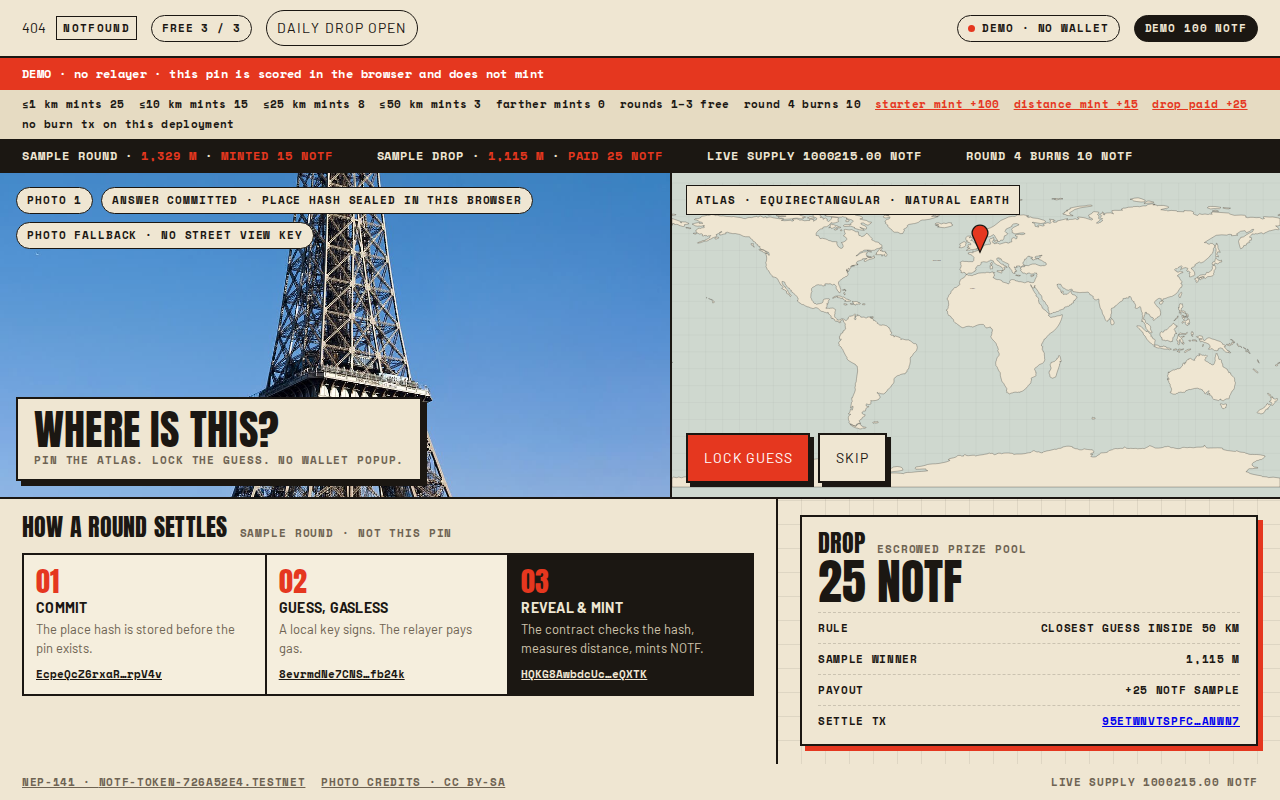 404 NOTFOUND FREE 3 / 3 DAILY DROP OPEN DEMO · NO WALLET DEMO 100 NOTF
DEMO · no relayer · this pin is scored in the browser and does not mint
≤1 km mints 25 ≤10 km mints 15 ≤25 km mints 8 ≤50 km mints 3 farther mints 0 rounds 1–3 free round 4 burns 10 starter mint +100 distance mint +15 drop paid +25
no burn tx on this deployment
SAMPLE ROUND · 1,329 M · MINTED 15 NOTF SAMPLE DROP · 1,115 M · PAID 25 NOTF LIVE SUPPLY 1000215.00 NOTF ROUND 4 BURNS 10 NOTF
PHOTO 1 ANSWER COMMITTED · PLACE HASH SEALED IN THIS BROWSER
PHOTO FALLBACK · NO STREET VIEW KEY
WHERE IS THIS?
PIN THE ATLAS. LOCK THE GUESS. NO WALLET POPUP.
ATLAS · EQUIRECTANGULAR · NATURAL EARTH
LOCK GUESS SKIP
HOW A ROUND SETTLES SAMPLE ROUND · NOT THIS PIN
01
COMMIT
The place hash is stored before the
pin exists.
EcpeQcZ6rxaR…rpV4v
02
GUESS, GASLESS
A local key signs. The relayer pays
gas.
8evrmdNe7CNS…fb24k
03
REVEAL & MINT
The contract checks the hash,
measures distance, mints NOTF.
HQKG8AwbdcUc…eQXTK
DROP ESCROWED PRIZE POOL
25 NOTF
RULE CLOSEST GUESS INSIDE 50 KM
SAMPLE WINNER 1,115 M
PAYOUT +25 NOTF SAMPLE
SETTLE TX 95ETWNVTSPFC…ANWN7
NEP-141 · NOTF-TOKEN-726A52E4.TESTNET PHOTO CREDITS · CC BY-SA LIVE SUPPLY 1000215.00 NOTF